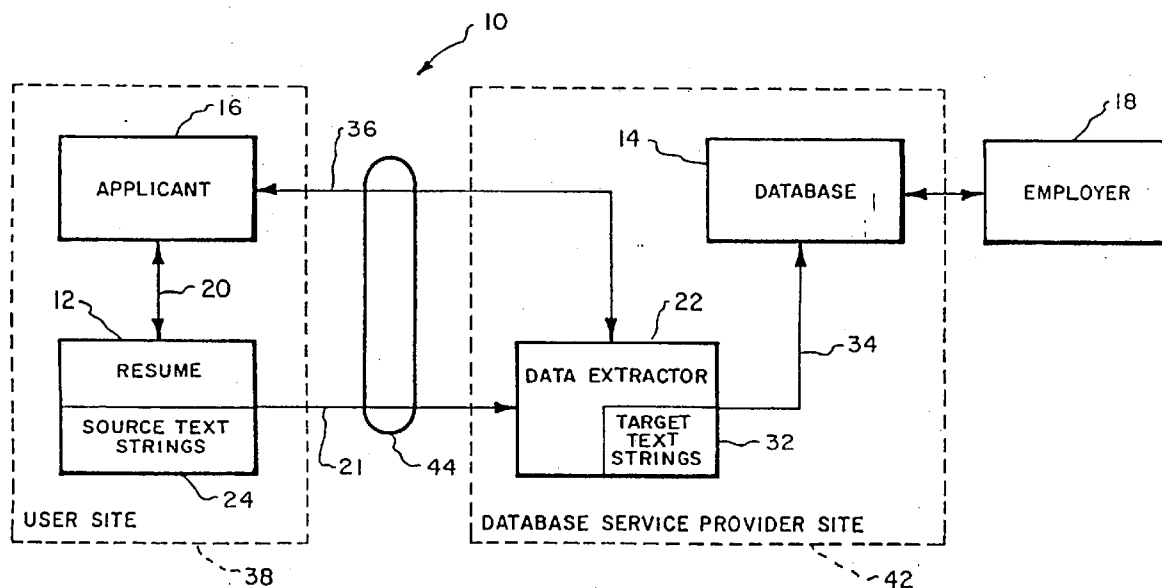 10
16
APPLICANT
36
14
DATABASE
18
EMPLOYER
20
12
RESUME
SOURCE TEXT
STRINGS
24
21
44
22
DATA EXTRACTOR
TARGET
TEXT
STRINGS
32
34
USER SITE
38
DATABASE SERVICE PROVIDER SITE
42